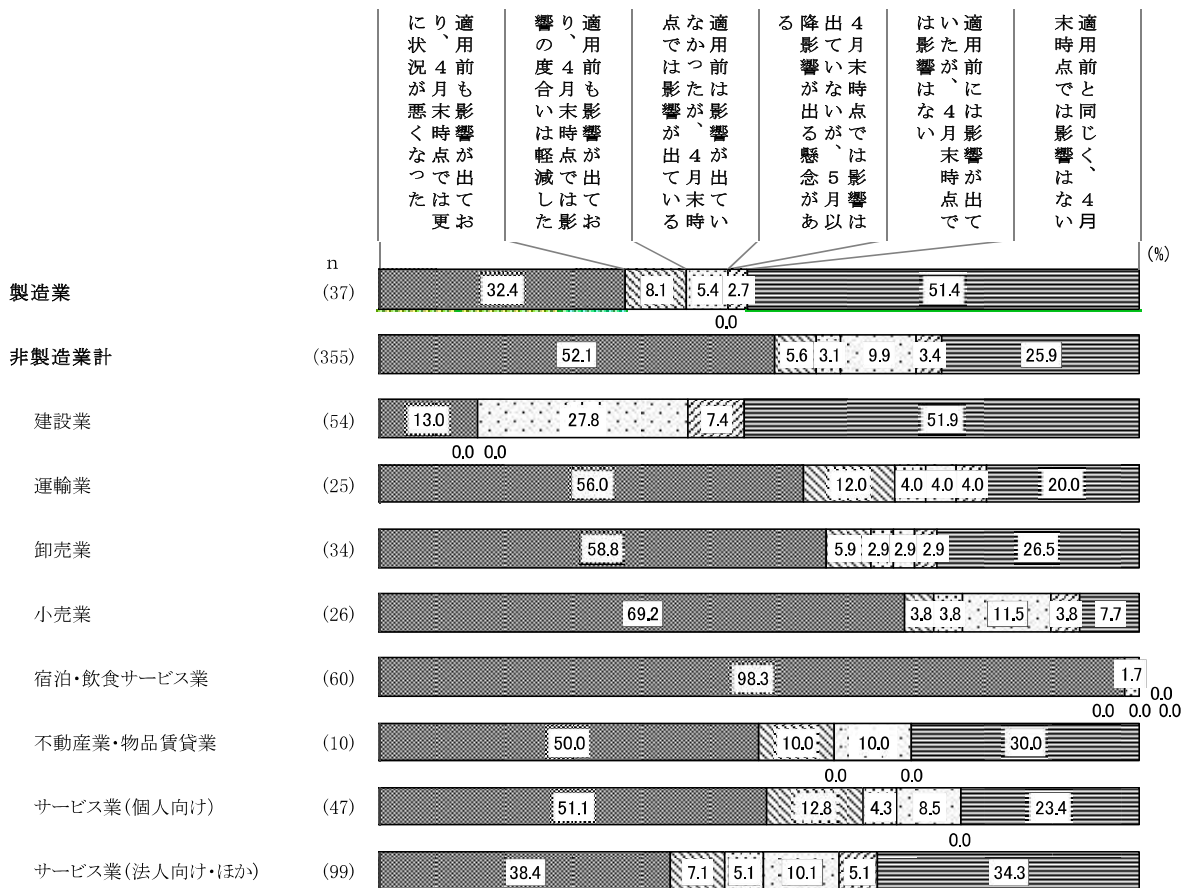 適用前も影響が出てお
り、４月末時点では更
に状況が悪くなった
適用前も影響が出てお
り、４月末時点では影
響の度合いは軽減した
適用前は影響が出てい
なかったが、４月末時
点では影響が出ている
４月末時点では影響は
出ていないが、５月以
降影響が出る懸念があ
る
適用前には影響が出て
いたが、４月末時点で
は影響はない
適用前と同じく、４月
末時点では影響はない
(%)
n
製造業 (37) 32.4 8.1 5.4 2.7 51.4
0.0
非製造業計 (355) 52.1 5.6 3.1 9.9 3.4 25.9
建設業 (54) 13.0 27.8 7.4 51.9
0.0 0.0
運輸業 (25) 56.0 12.0 4.0 4.0 4.0 20.0
卸売業 (34) 58.8 5.9 2.9 2.9 2.9 26.5
小売業 (26) 69.2 3.8 3.8 11.5 3.8 7.7
宿泊・飲食サービス業 (60) 98.3 1.7
0.0
0.0 0.0 0.0
不動産業・物品賃貸業 (10) 50.0 10.0 10.0 30.0
0.0 0.0
サービス業(個人向け) (47) 51.1 12.8 4.3 8.5 23.4
0.0
サービス業(法人向け・ほか) (99) 38.4 7.1 5.1 10.1 5.1 34.3